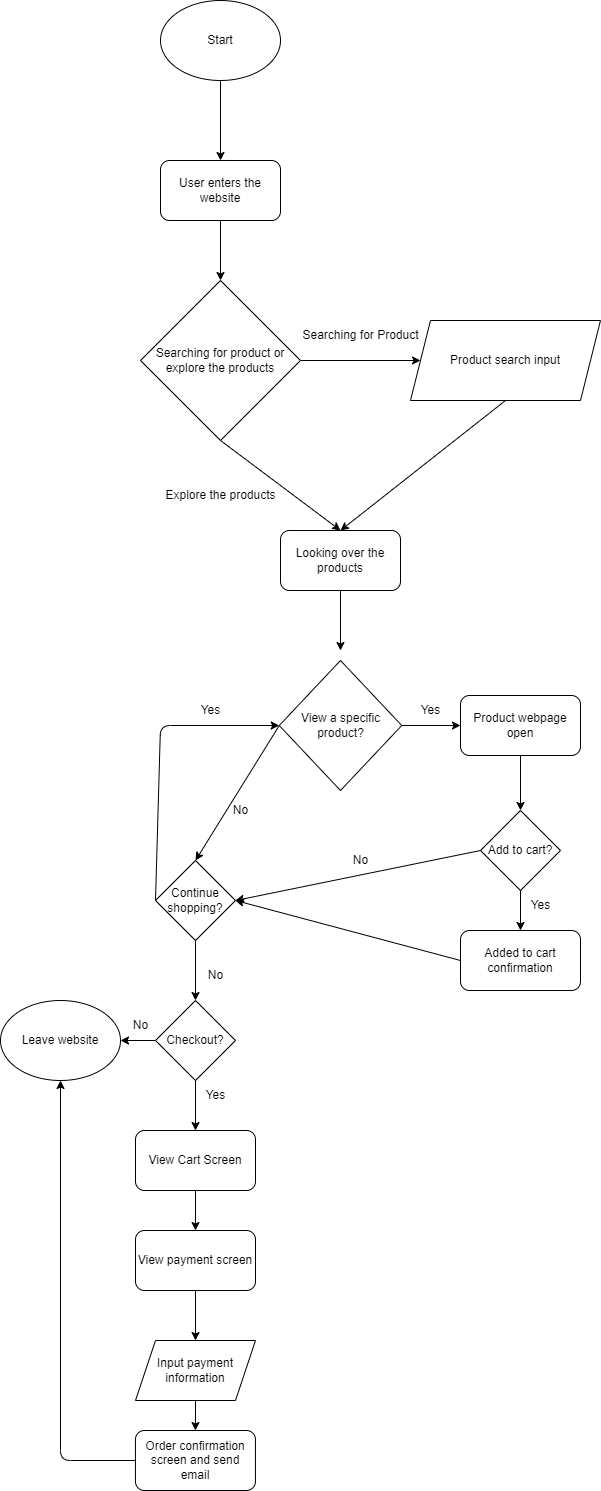 Start
User enters the
website
Searching for product or
explore the products
Searching for Product
Product search input
Explore the products
Looking over the
products
View a specific
product?
Yes
Yes
Product webpage
open
No
Add to cart?
No
Yes
Continue
shopping?
Added to cart
confirmation
No
Checkout?
No
Leave website
Yes
View Cart Screen
View payment screen
Input payment
information
Order confirmation
screen and send
email